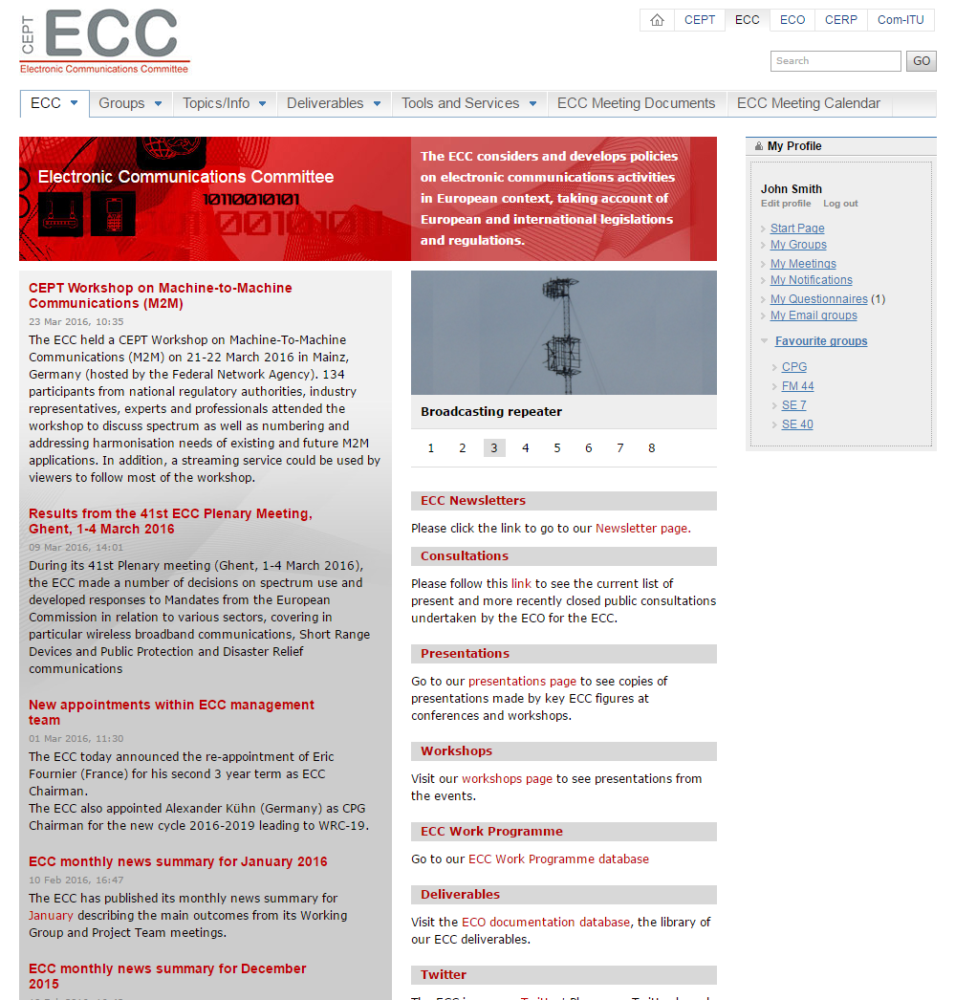 CEPT
ECC
Electronic Communications Committee
CEPT ECC ECO CERP Com-ITU
Search GO
ECC Groups Topics/Info Deliverables Tools and Services ECC Meeting Documents ECC Meeting Calendar
Electronic Communications Committee
10110010101
The ECC considers and develops policies
on electronic communications activities
in European context, taking account of
European and international legislations
and regulations.
CEPT Workshop on Machine-to-Machine
Communications (M2M)
23 Mar 2016, 10:35
The ECC held a CEPT Workshop on Machine-To-Machine
Communications (M2M) on 21-22 March 2016 in Mainz,
Germany (hosted by the Federal Network Agency). 134
participants from national regulatory authorities, industry
representatives, experts and professionals attended the
workshop to discuss spectrum as well as numbering and
addressing harmonisation needs of existing and future M2M
applications. In addition, a streaming service could be used by
viewers to follow most of the workshop.
Results from the 41st ECC Plenary Meeting,
Ghent, 1-4 March 2016
09 Mar 2016, 14:01
During its 41st Plenary meeting (Ghent, 1-4 March 2016),
the ECC made a number of decisions on spectrum use and
developed responses to Mandates from the European
Commission in relation to various sectors, covering in
particular wireless broadband communications, Short Range
Devices and Public Protection and Disaster Relief
communications
New appointments within ECC management
team
01 Mar 2016, 11:30
The ECC today announced the re-appointment of Eric
Fournier (France) for his second 3 year term as ECC
Chairman.
The ECC also appointed Alexander Kühn (Germany) as CPG
Chairman for the new cycle 2016-2019 leading to WRC-19.
ECC monthly news summary for January 2016
10 Feb 2016, 16:47
The ECC has published its monthly news summary for
January describing the main outcomes from its Working
Group and Project Team meetings.
ECC monthly news summary for December
2015
Broadcasting repeater
1 2 3 4 5 6 7 8
ECC Newsletters
Please click the link to go to our Newsletter page.
Consultations
Please follow this link to see the current list of
present and more recently closed public consultations
undertaken by the ECO for the ECC.
Presentations
Go to our presentations page to see copies of
presentations made by key ECC figures at
conferences and workshops.
Workshops
Visit our workshops page to see presentations from
the events.
ECC Work Programme
Go to our ECC Work Programme database
Deliverables
Visit the ECO documentation database, the library of
our ECC deliverables.
Twitter
My Profile
John Smith
Edit profile Log out
Start Page
My Groups
My Meetings
My Notifications
My Questionnaires (1)
My Email groups
Favourite groups
CPG
FM 44
SE 7
SE 40